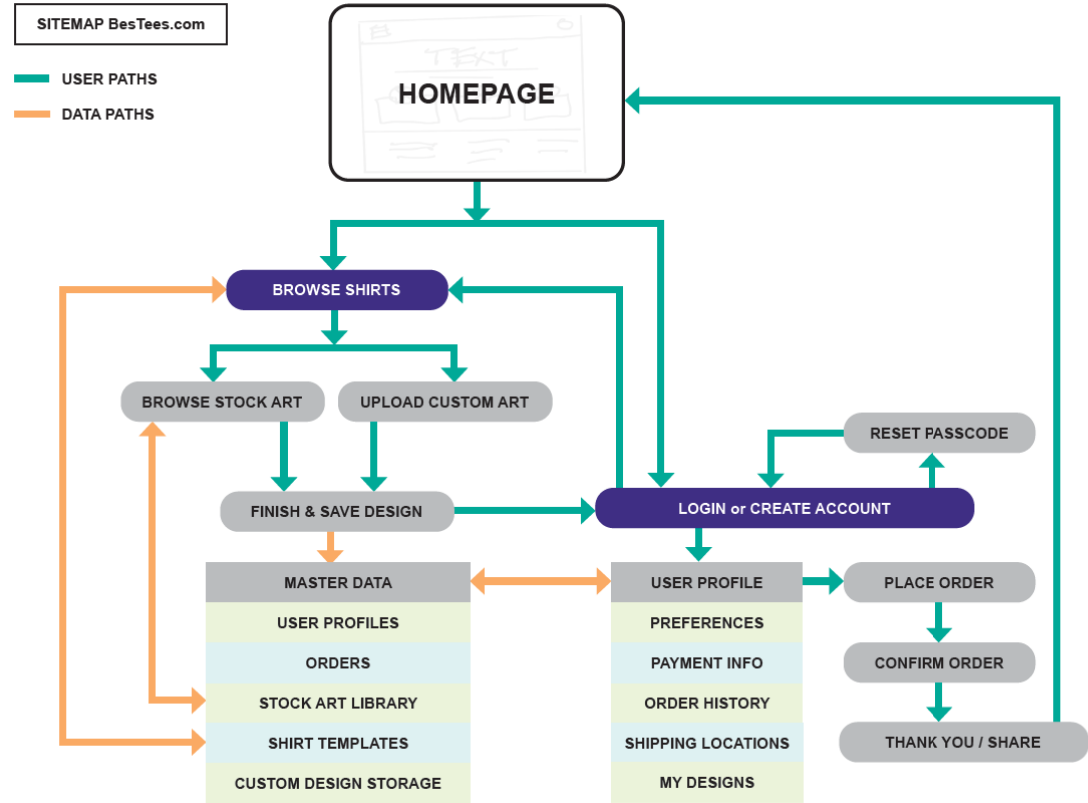 SITEMAP BesTees.com
USER PATHS
DATA PATHS
TEXT
HOMEPAGE
BROWSE SHIRTS
BROWSE STOCK ART
UPLOAD CUSTOM ART
RESET PASSCODE
FINISH & SAVE DESIGN
LOGIN or CREATE ACCOUNT
MASTER DATA
USER PROFILES
ORDERS
STOCK ART LIBRARY
SHIRT TEMPLATES
CUSTOM DESIGN STORAGE
USER PROFILE
PREFERENCES
PAYMENT INFO
ORDER HISTORY
SHIPPING LOCATIONS
MY DESIGNS
PLACE ORDER
CONFIRM ORDER
THANK YOU / SHARE